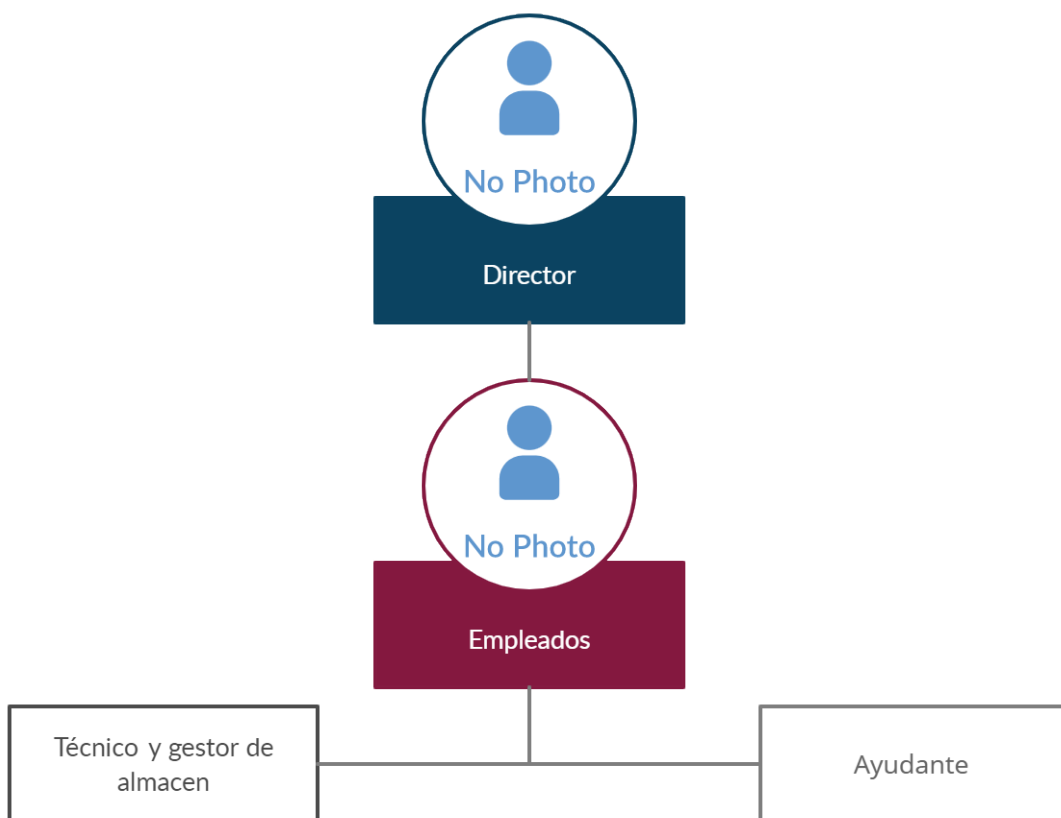 No Photo
Director
No Photo
Empleados
Técnico y gestor de
almacen
Ayudante